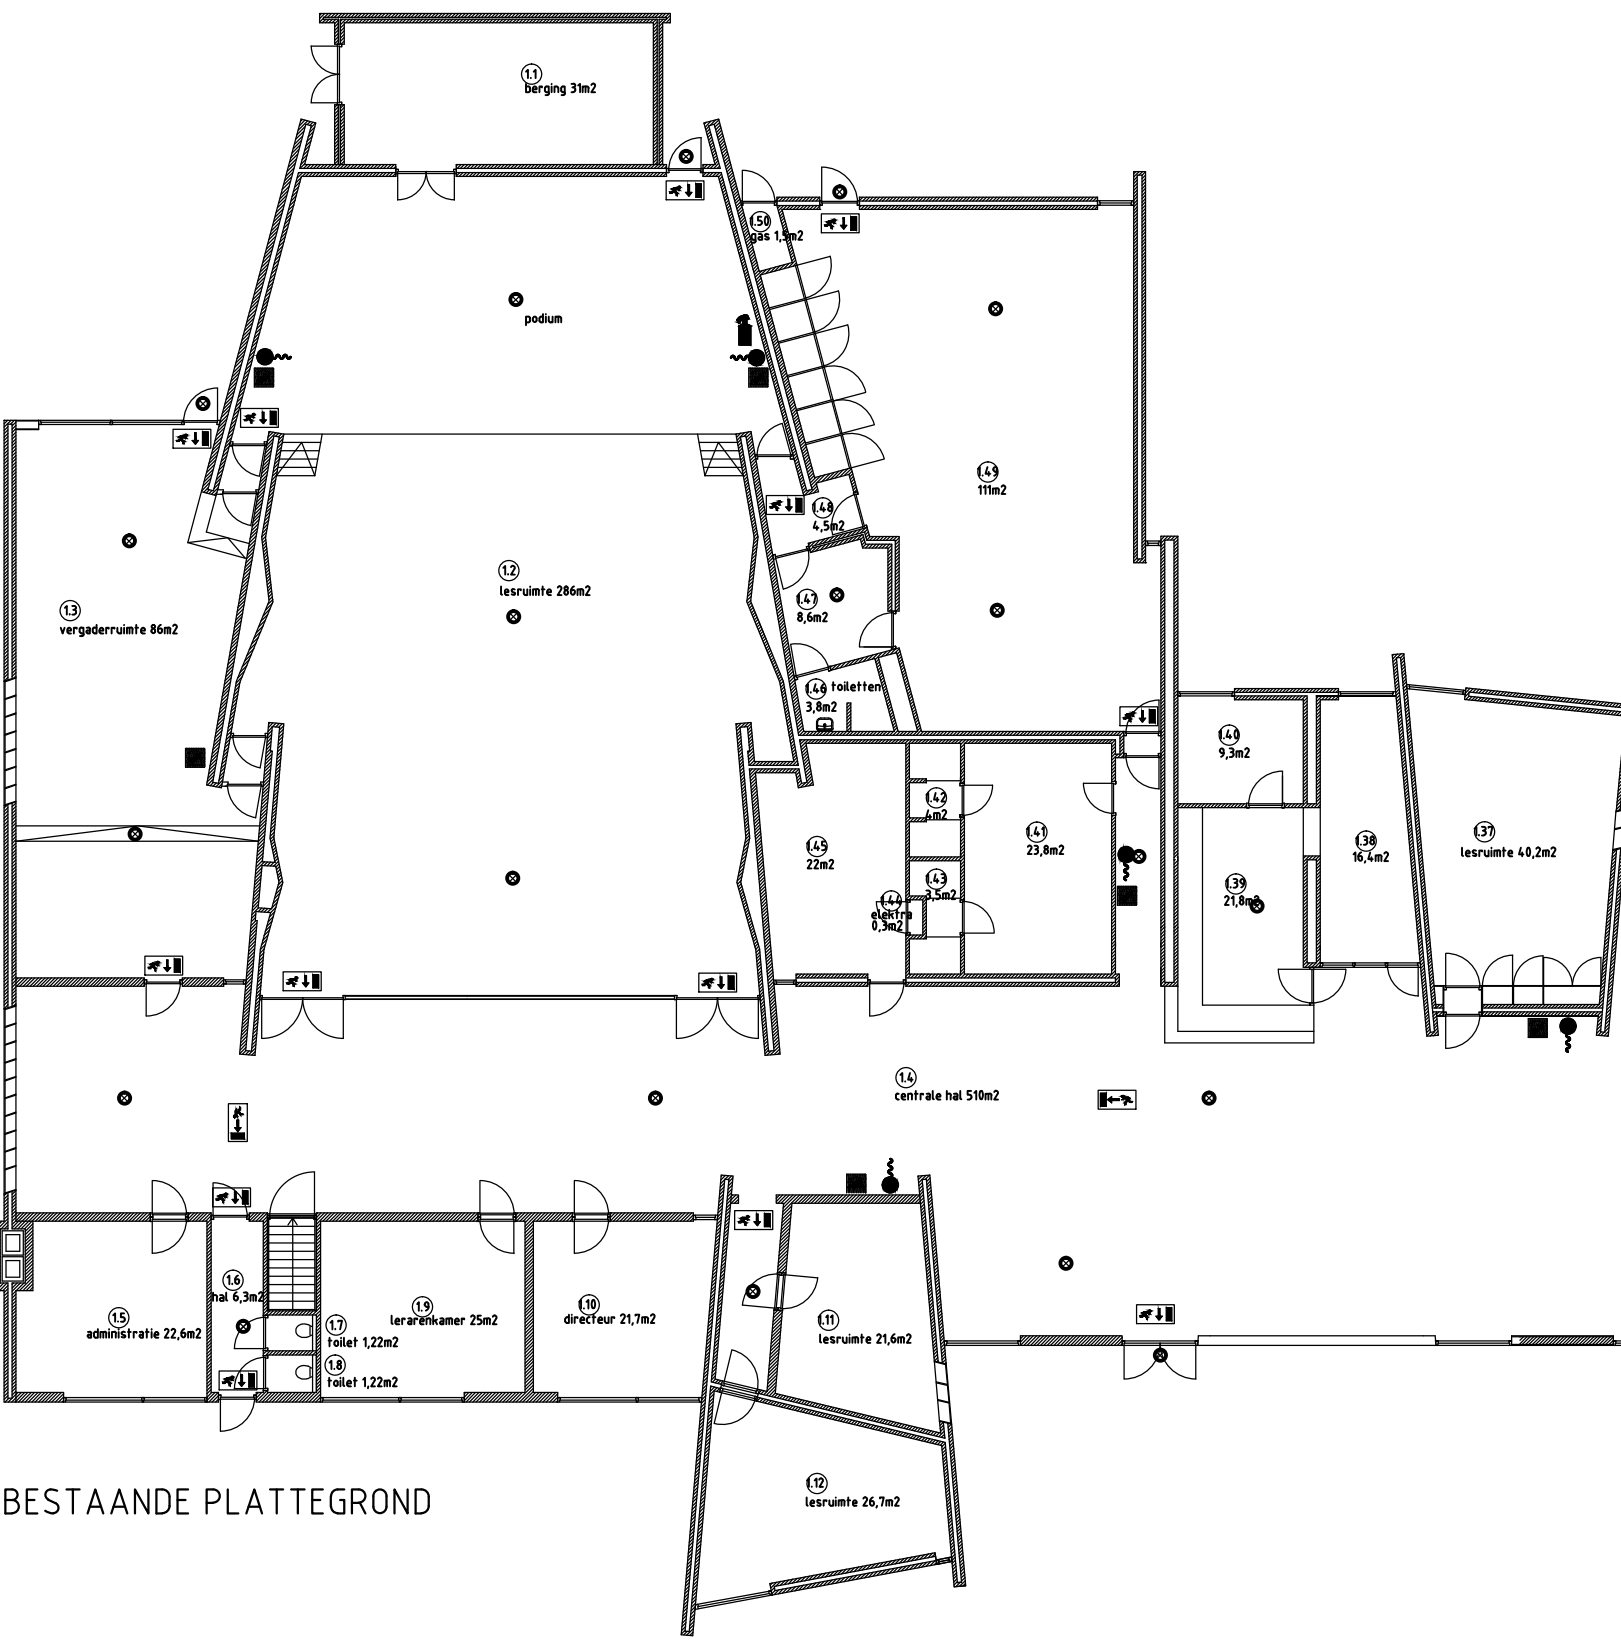 1.1
berging 31m2
1.50
gas 1,5m2
podium
1.49
111m2
1.48
4,5m2
1.2
lesruimte 286m2
1.3
vergaderruimte 86m2
1.47
8,6m2
1.46 toiletten
3,8m2
1.40
9,3m2
1.42
4m2
1.41
23,8m2
1.45
22m2
1.38
16,4m2
1.37
lesruimte 40,2m2
1.43
3,5m2
1.39
21,8m2
1.44
elektra
0,3m2
1.4
centrale hal 510m2
1.6
hal 6,3m2
1.5
administratie 22,6m2
1.9
lerarenkamer 25m2
1.10
directeur 21,7m2
1.7
toilet 1,22m2
1.8
toilet 1,22m2
1.11
lesruimte 21,6m2
1.12
lesruimte 26,7m2
BESTAANDE PLATTEGROND